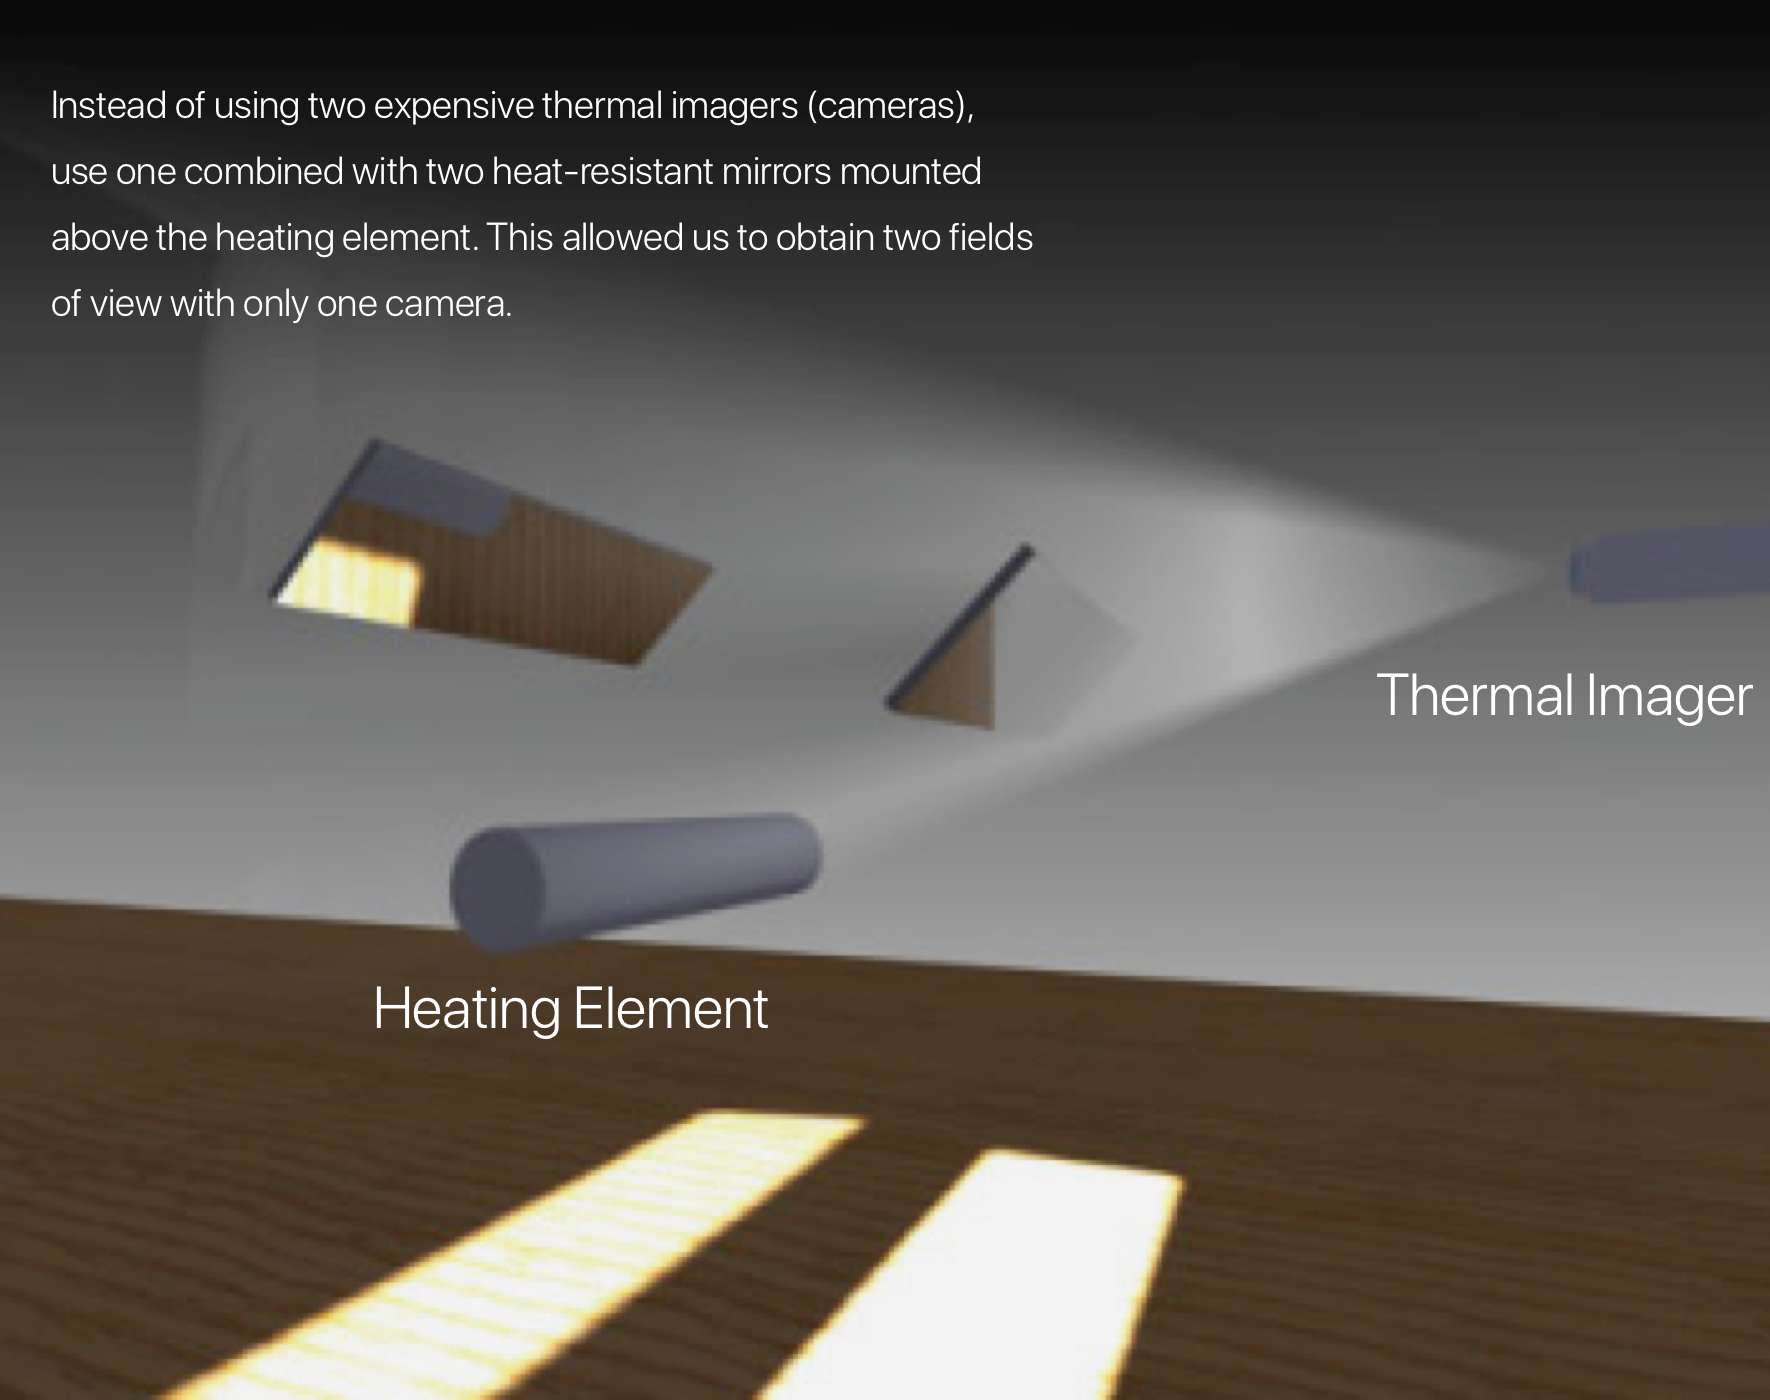 Instead of using two expensive thermal imagers (cameras),
use one combined with two heat-resistant mirrors mounted
above the heating element. This allowed us to obtain two fields
of view with only one camera.
Thermal Imager
Heating Element